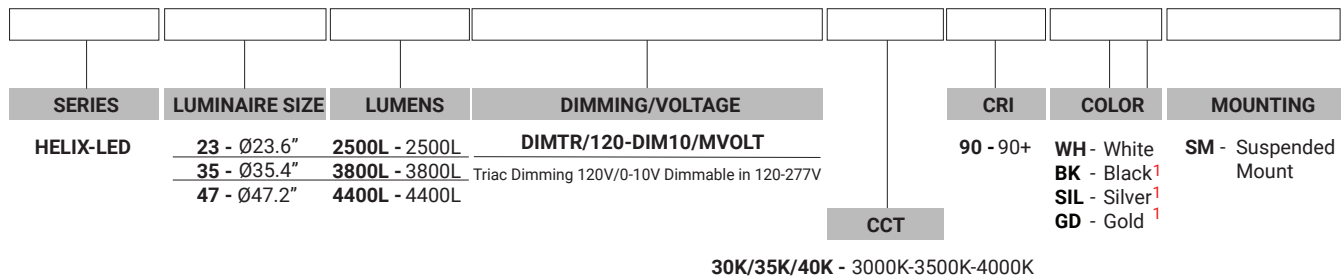 SERIES LUMINAIRE SIZE LUMENS DIMMING/VOLTAGE CRI COLOR MOUNTING
HELIX-LED
23 - Ø23.6” 2500L - 2500L
35 - Ø35.4” 3800L - 3800L
47 - Ø47.2” 4400L - 4400L
DIMTR/120-DIM10/MVOLT
Triac Dimming 120V/0-10V Dimmable in 120-277V
CCT
30K/35K/40K - 3000K-3500K-4000K
90 - 90+
WH - White
BK - Black1
SIL - Silver1
GD - Gold 1
SM - Suspended
Mount